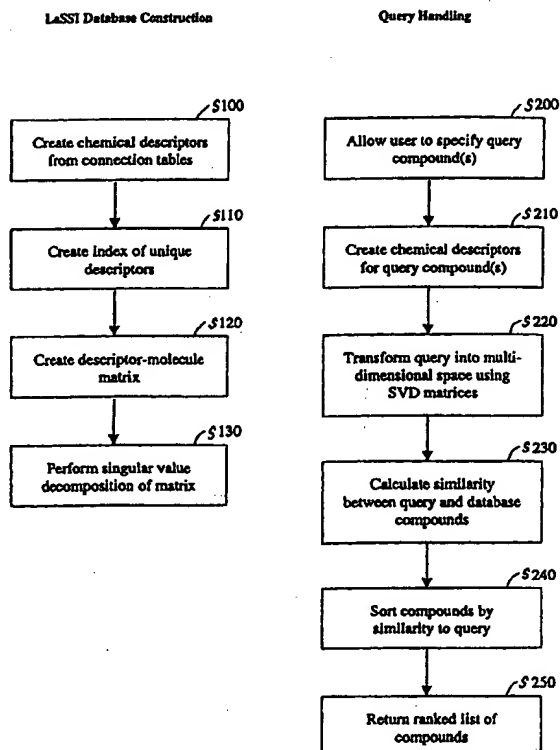 LaSSI Database Construction
S100
Create chemical descriptors
from connection tables
S110
Create index of unique
descriptors
S120
Create descriptor-molecule
matrix
S130
Perform singular value
decomposition of matrix
Query Handling
S200
Allow user to specify query
compound(s)
S210
Create chemical descriptors
for query compound(s)
S220
Transform query into multi-
dimensional space using
SVD matrices
S230
Calculate similarity
between query and database
compounds
S240
Sort compounds by
similarity to query
S250
Return ranked list of
compounds